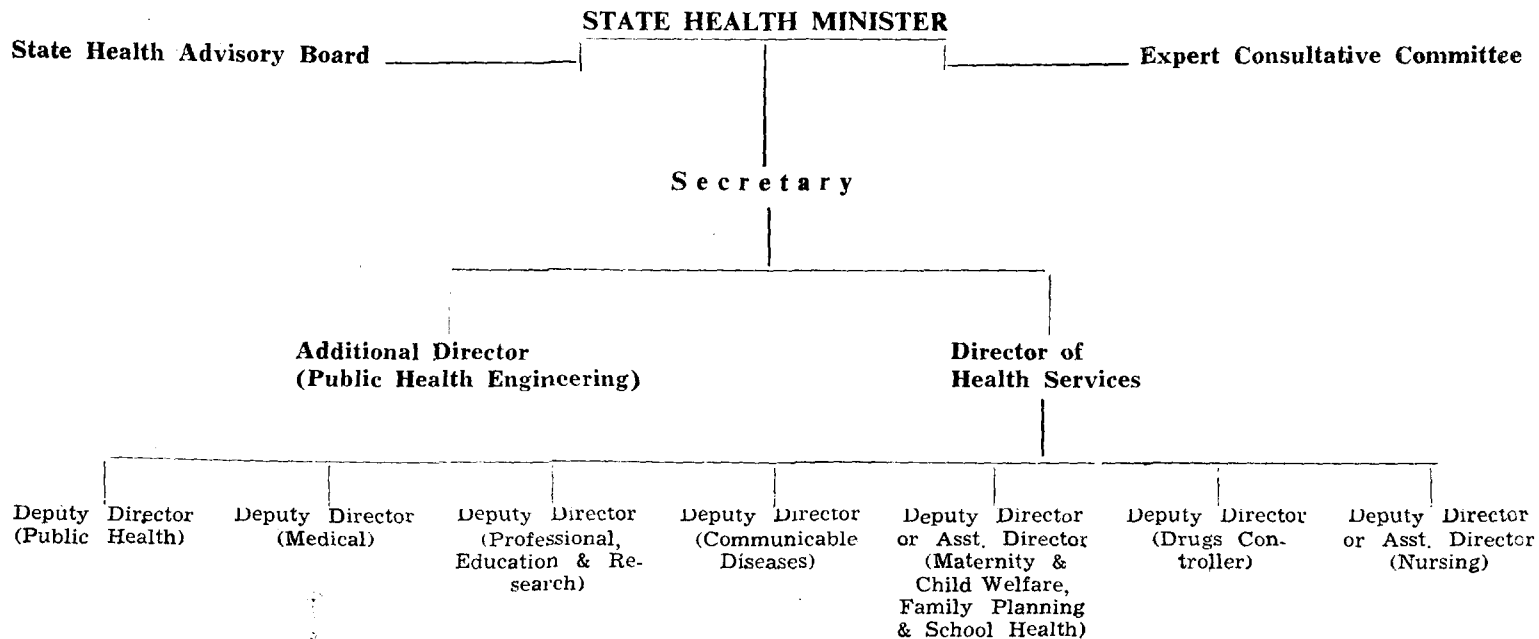 STATE HEALTH MINISTER
State Health Advisory Board
Expert Consultative Committee
Secretary
Additional Director
(Public Health Engineering)
Director of
Health Services
Deputy Director
(Public Health)
Deputy Director
(Medical)
Deputy Director
(Professional,
Education & Re-
search)
Deputy Director
(Communicable
Diseases)
Deputy Director
or Asst. Director
(Maternity &
Child Welfare,
Family Planning
& School Health)
Deputy Director
(Drugs Con-
troller)
Deputy Director
or Asst. Director
(Nursing)